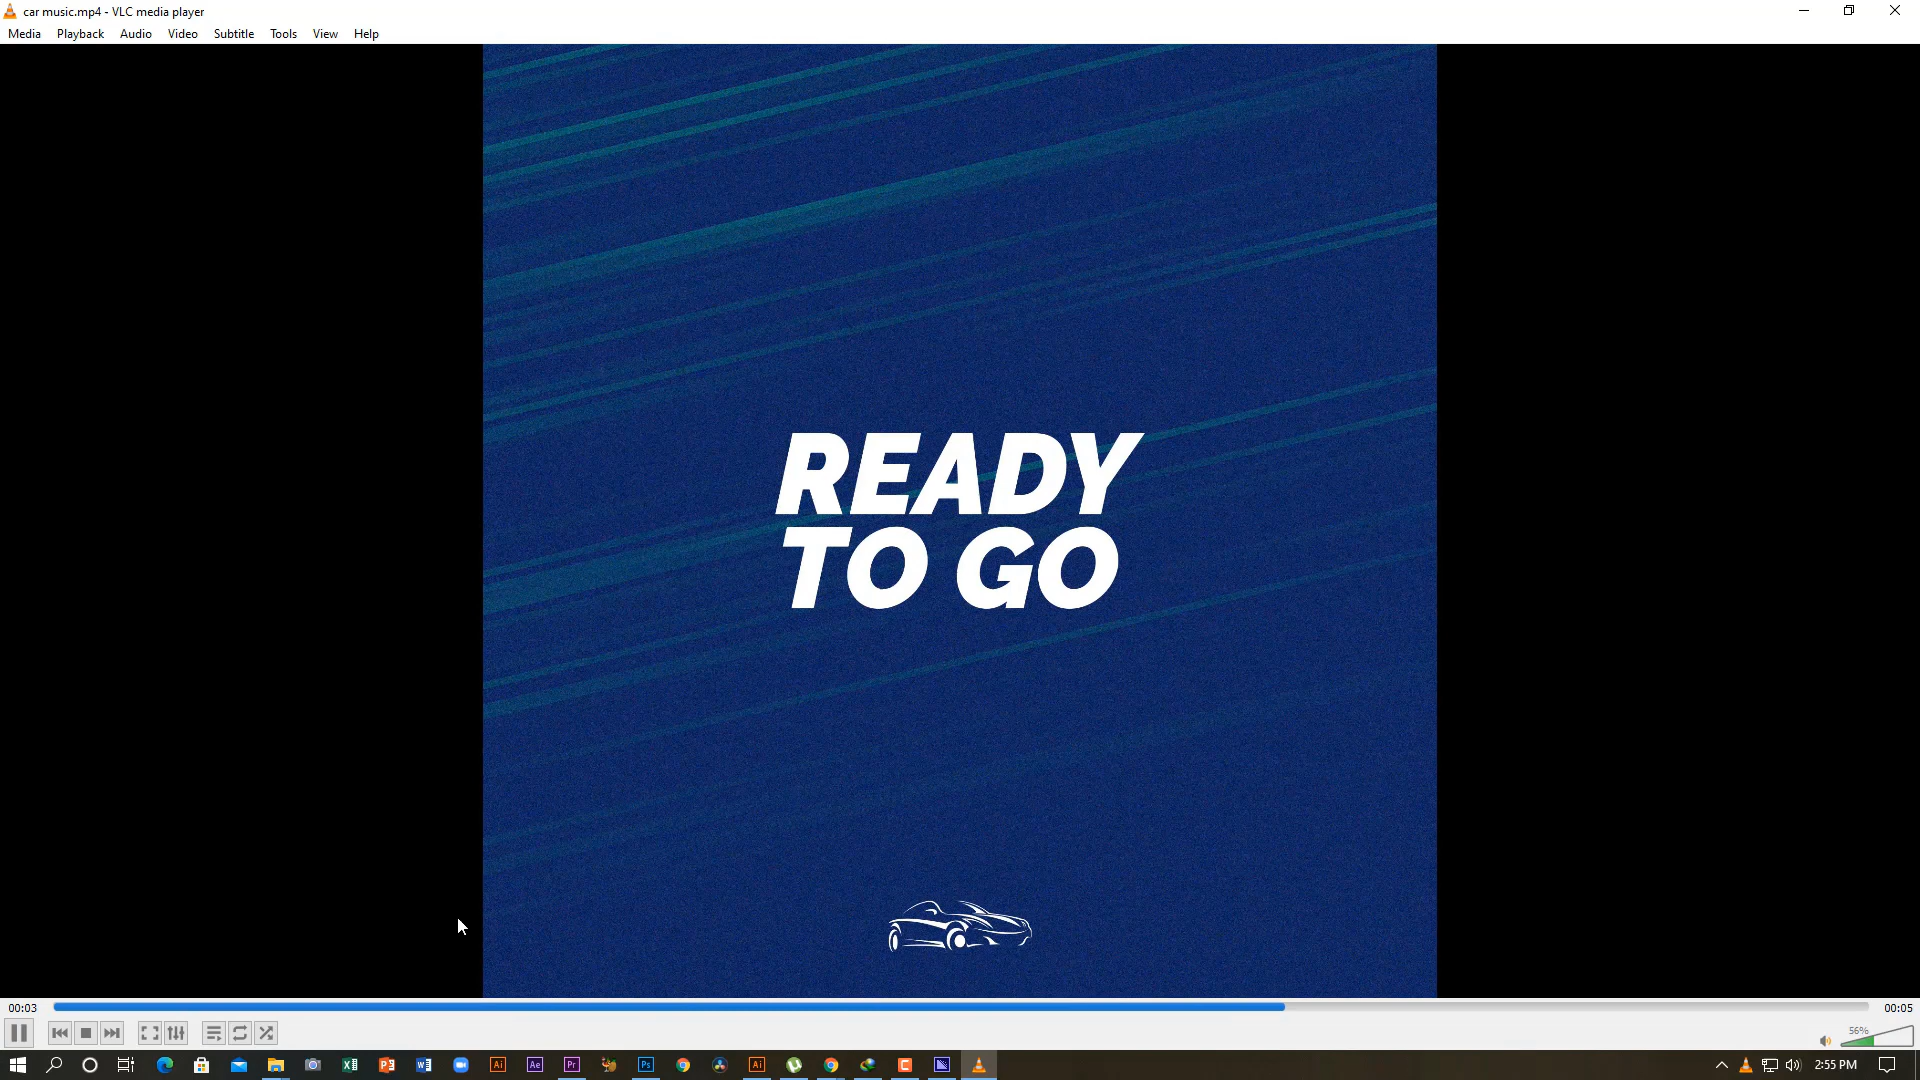 car music.mp4 - VLC media player
Media Playback Audio Video Subtitle Tools View Help
READY
TO GO
00:03
00:05
56%
2:55 PM